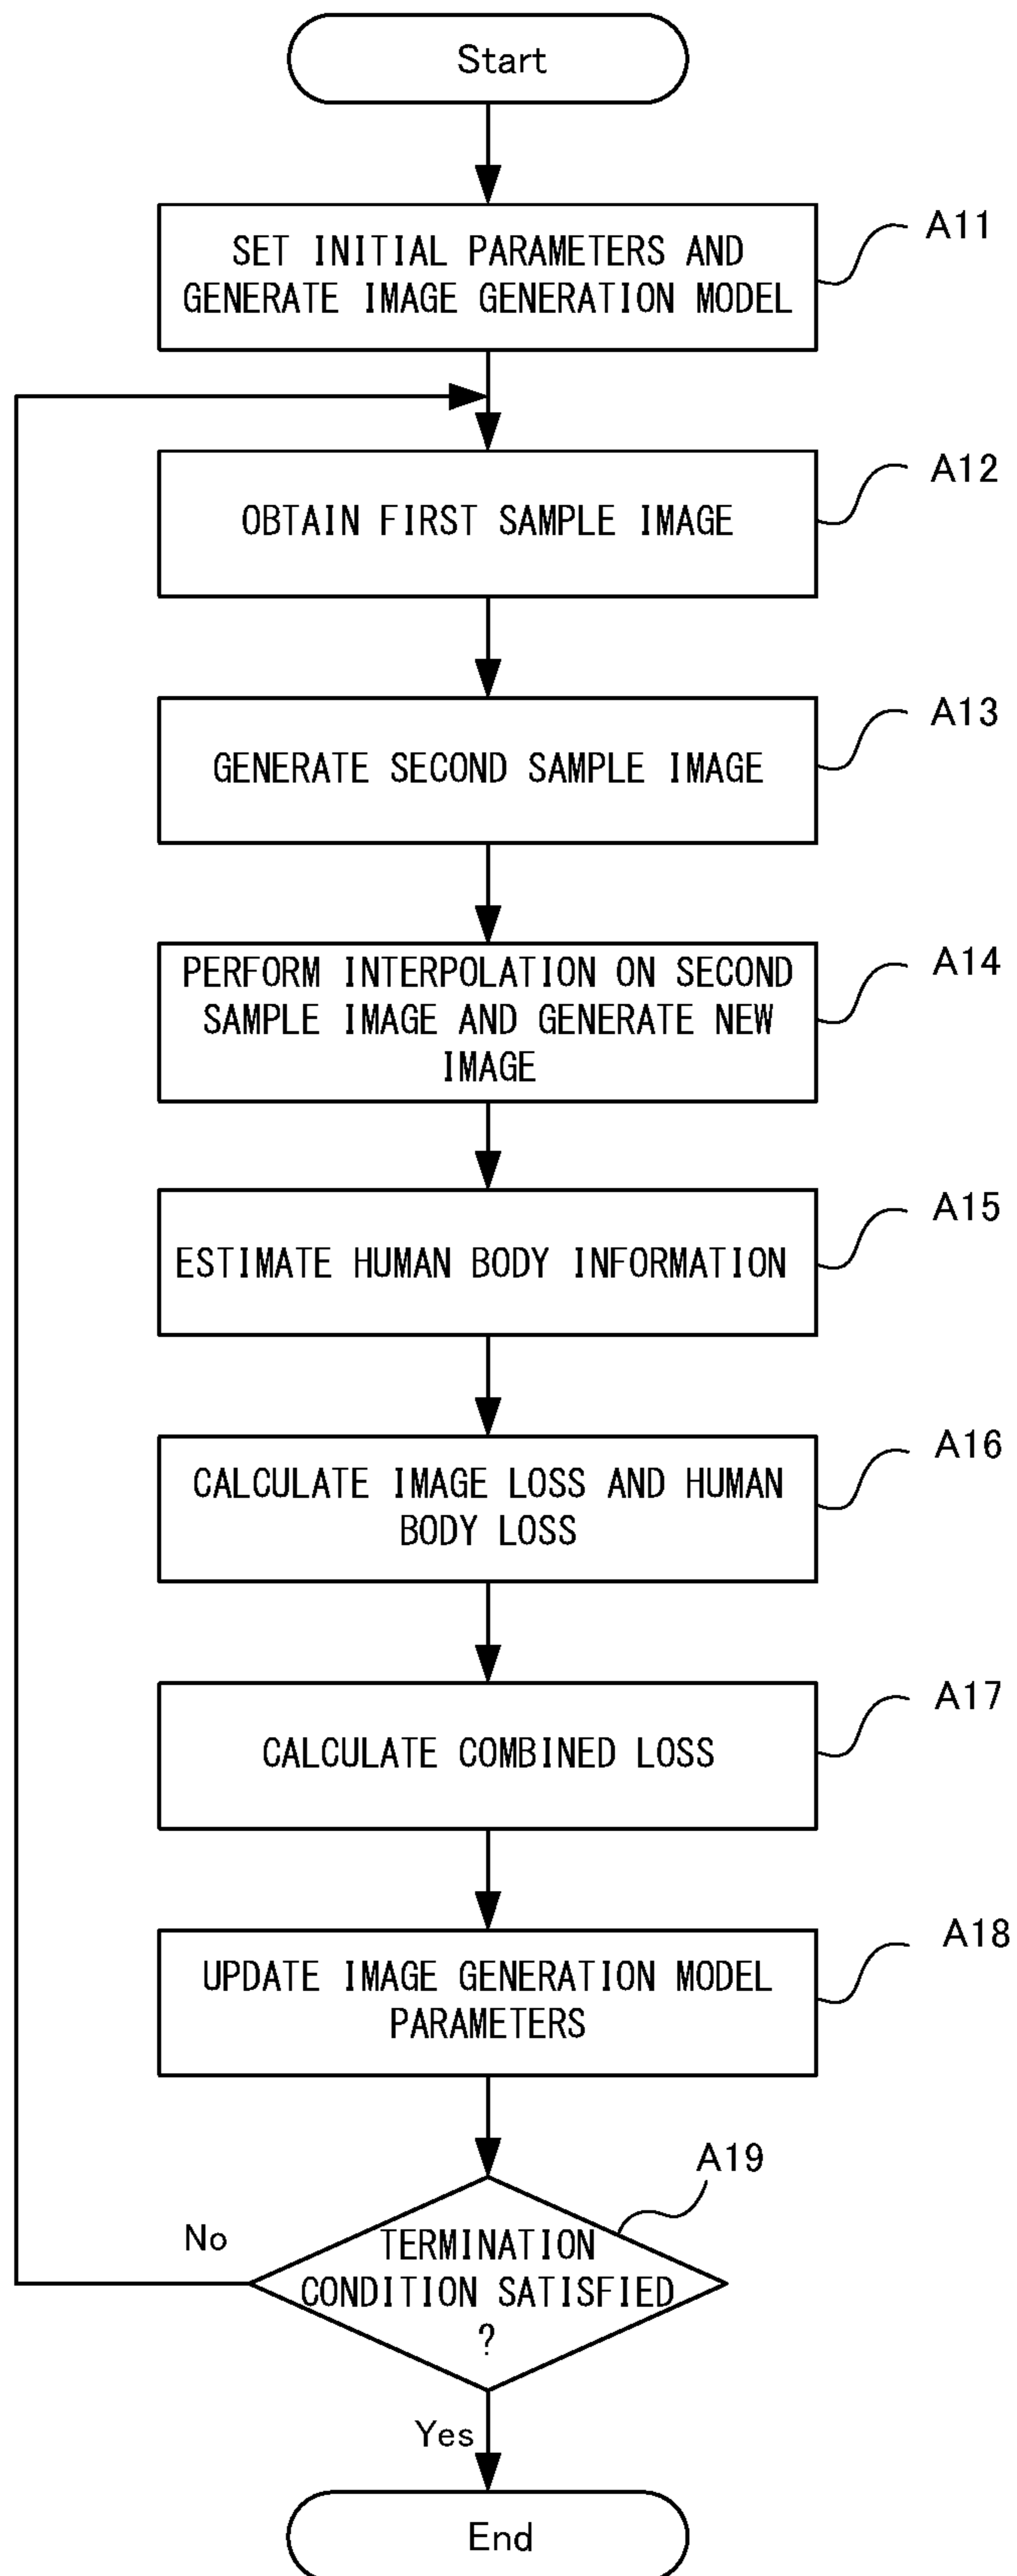 Start
SET INITIAL PARAMETERS AND
GENERATE IMAGE GENERATION MODEL
A11
OBTAIN FIRST SAMPLE IMAGE
A12
GENERATE SECOND SAMPLE IMAGE
A13
PERFORM INTERPOLATION ON SECOND
SAMPLE IMAGE AND GENERATE NEW
IMAGE
A14
ESTIMATE HUMAN BODY INFORMATION
A15
CALCULATE IMAGE LOSS AND HUMAN
BODY LOSS
A16
CALCULATE COMBINED LOSS
A17
UPDATE IMAGE GENERATION MODEL
PARAMETERS
A18
A19
No
TERMINATION
CONDITION SATISFIED
?
Yes
End